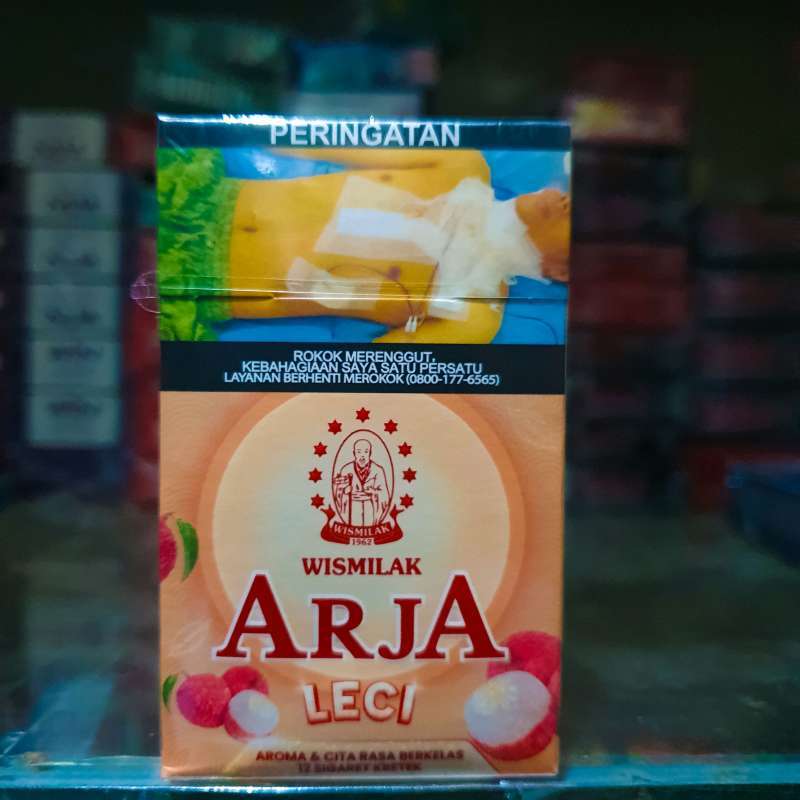 PERINGATAN
ROKOK MERENGGUT,
KEBAHAGIAAN SAYA SATU PERSATU
LAYANAN BERHENTI MEROKOK (0800-177-6565)
WISMILAK
1962
WISMILAK
ARJA
LECI
AROMA & CITA RASA BERKELAS
12 SIGARET KRETEK